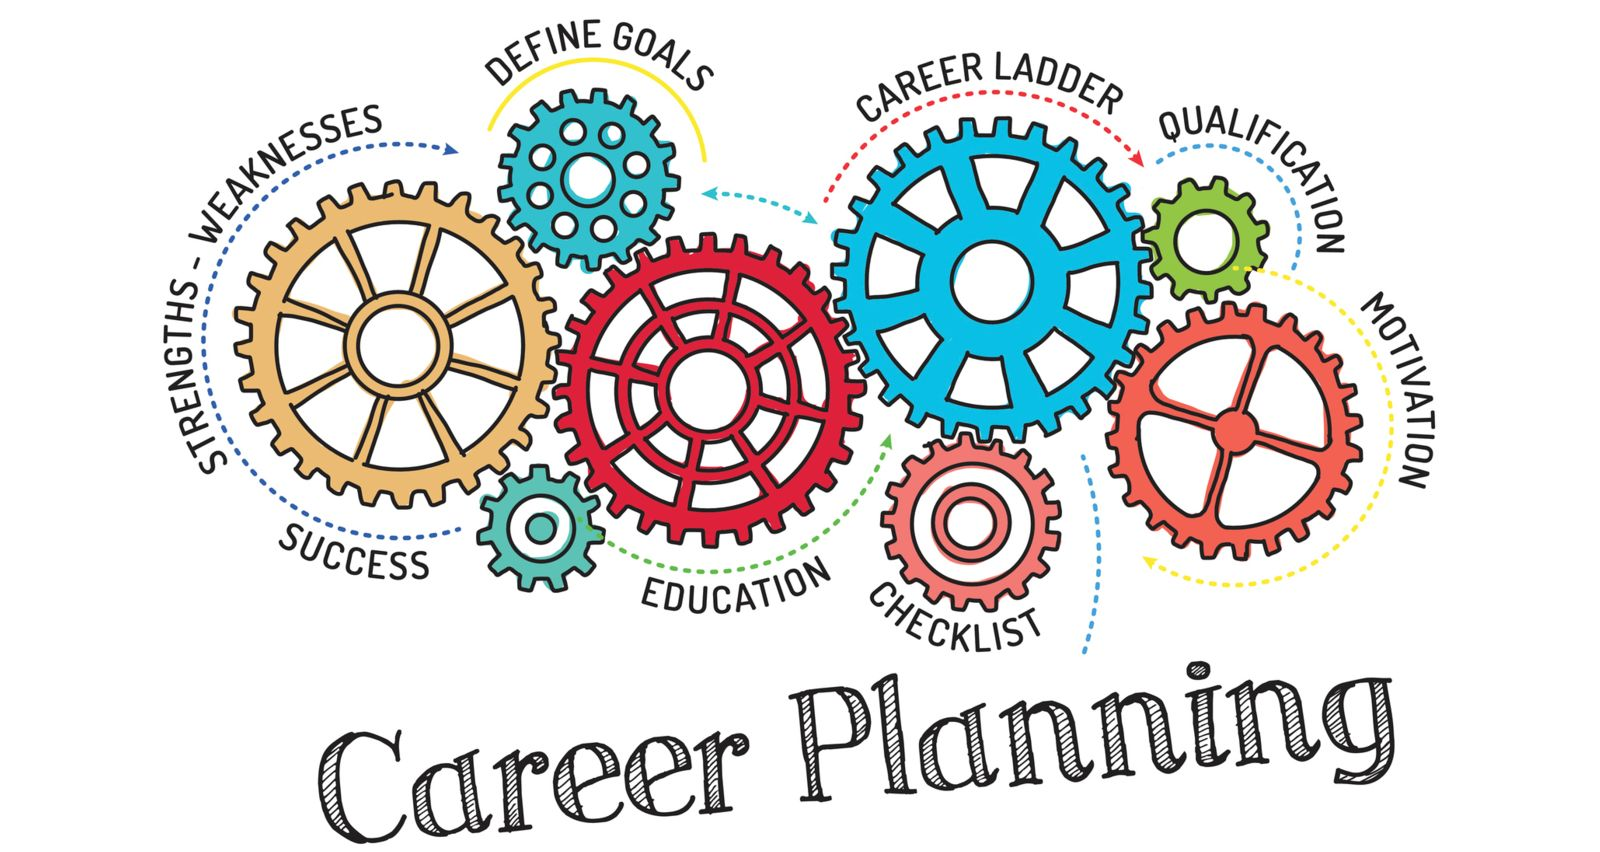 DEFINE GOALS
CAREER LADDER
QUALIFICATION
STRENGTHS - WEAKNESSES
MOTIVATION
SUCCESS
EDUCATION
CHECKLIST
Career Planning